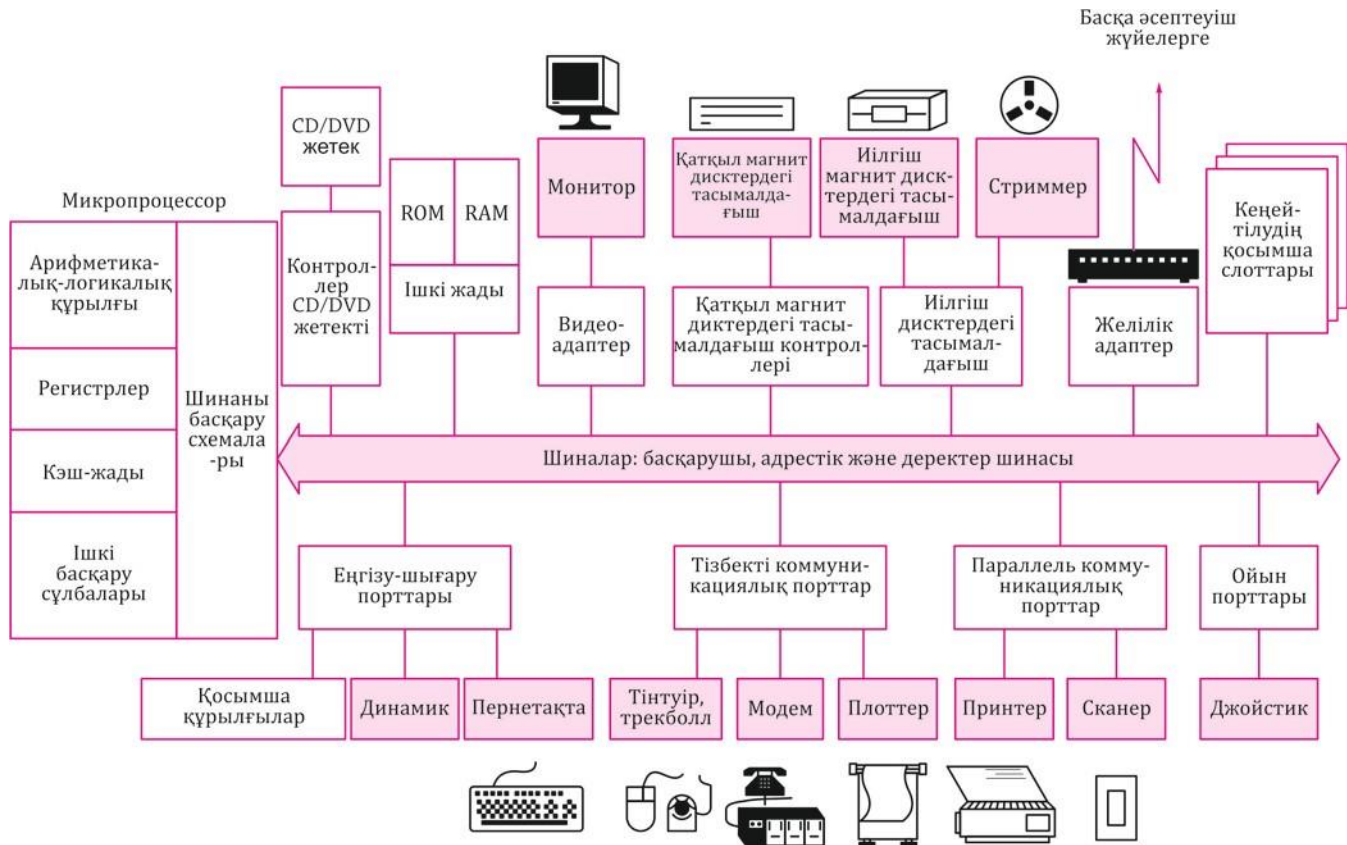 Басқа әсептеуіш
жүйелерге
CD/DVD
жетек
Микропроцессор
ROM
RAM
Монитор
Қатқыл магнит
дисктердегі
тасымалда-
ғыш
Иілгіш
магнит диск-
тердегі тасы-
малдағыш
Стриммер
Кеңей-
тілудің
қосымша
слоттары
Арифметика-
лық-логикалық
құрылғы
Контрол-
лер
CD/DVD
жетекті
Ішкі жады
Видео-
адаптер
Қатқыл магнит
диктердегі тасы-
малдағыш контрол-
лері
Иілгіш
дисктердегі
тасымал-
дағыш
Желілік
адаптер
Регистрлер
Шинаны
басқару
схемала
-ры
Кэш-жады
Шиналар: басқарушы, адрестік және деректер шинасы
Ішкі
басқару
сұлбалары
Еңгізу-шығару
порттары
Тізбекті коммуни-
кациялық порттар
Параллель комму-
никациялық
порттар
Ойын
порттары
Қосымша
құрылғылар
Динамик
Пернетақта
Тінтуір,
трекболл
Модем
Плоттер
Принтер
Сканер
Джойстик